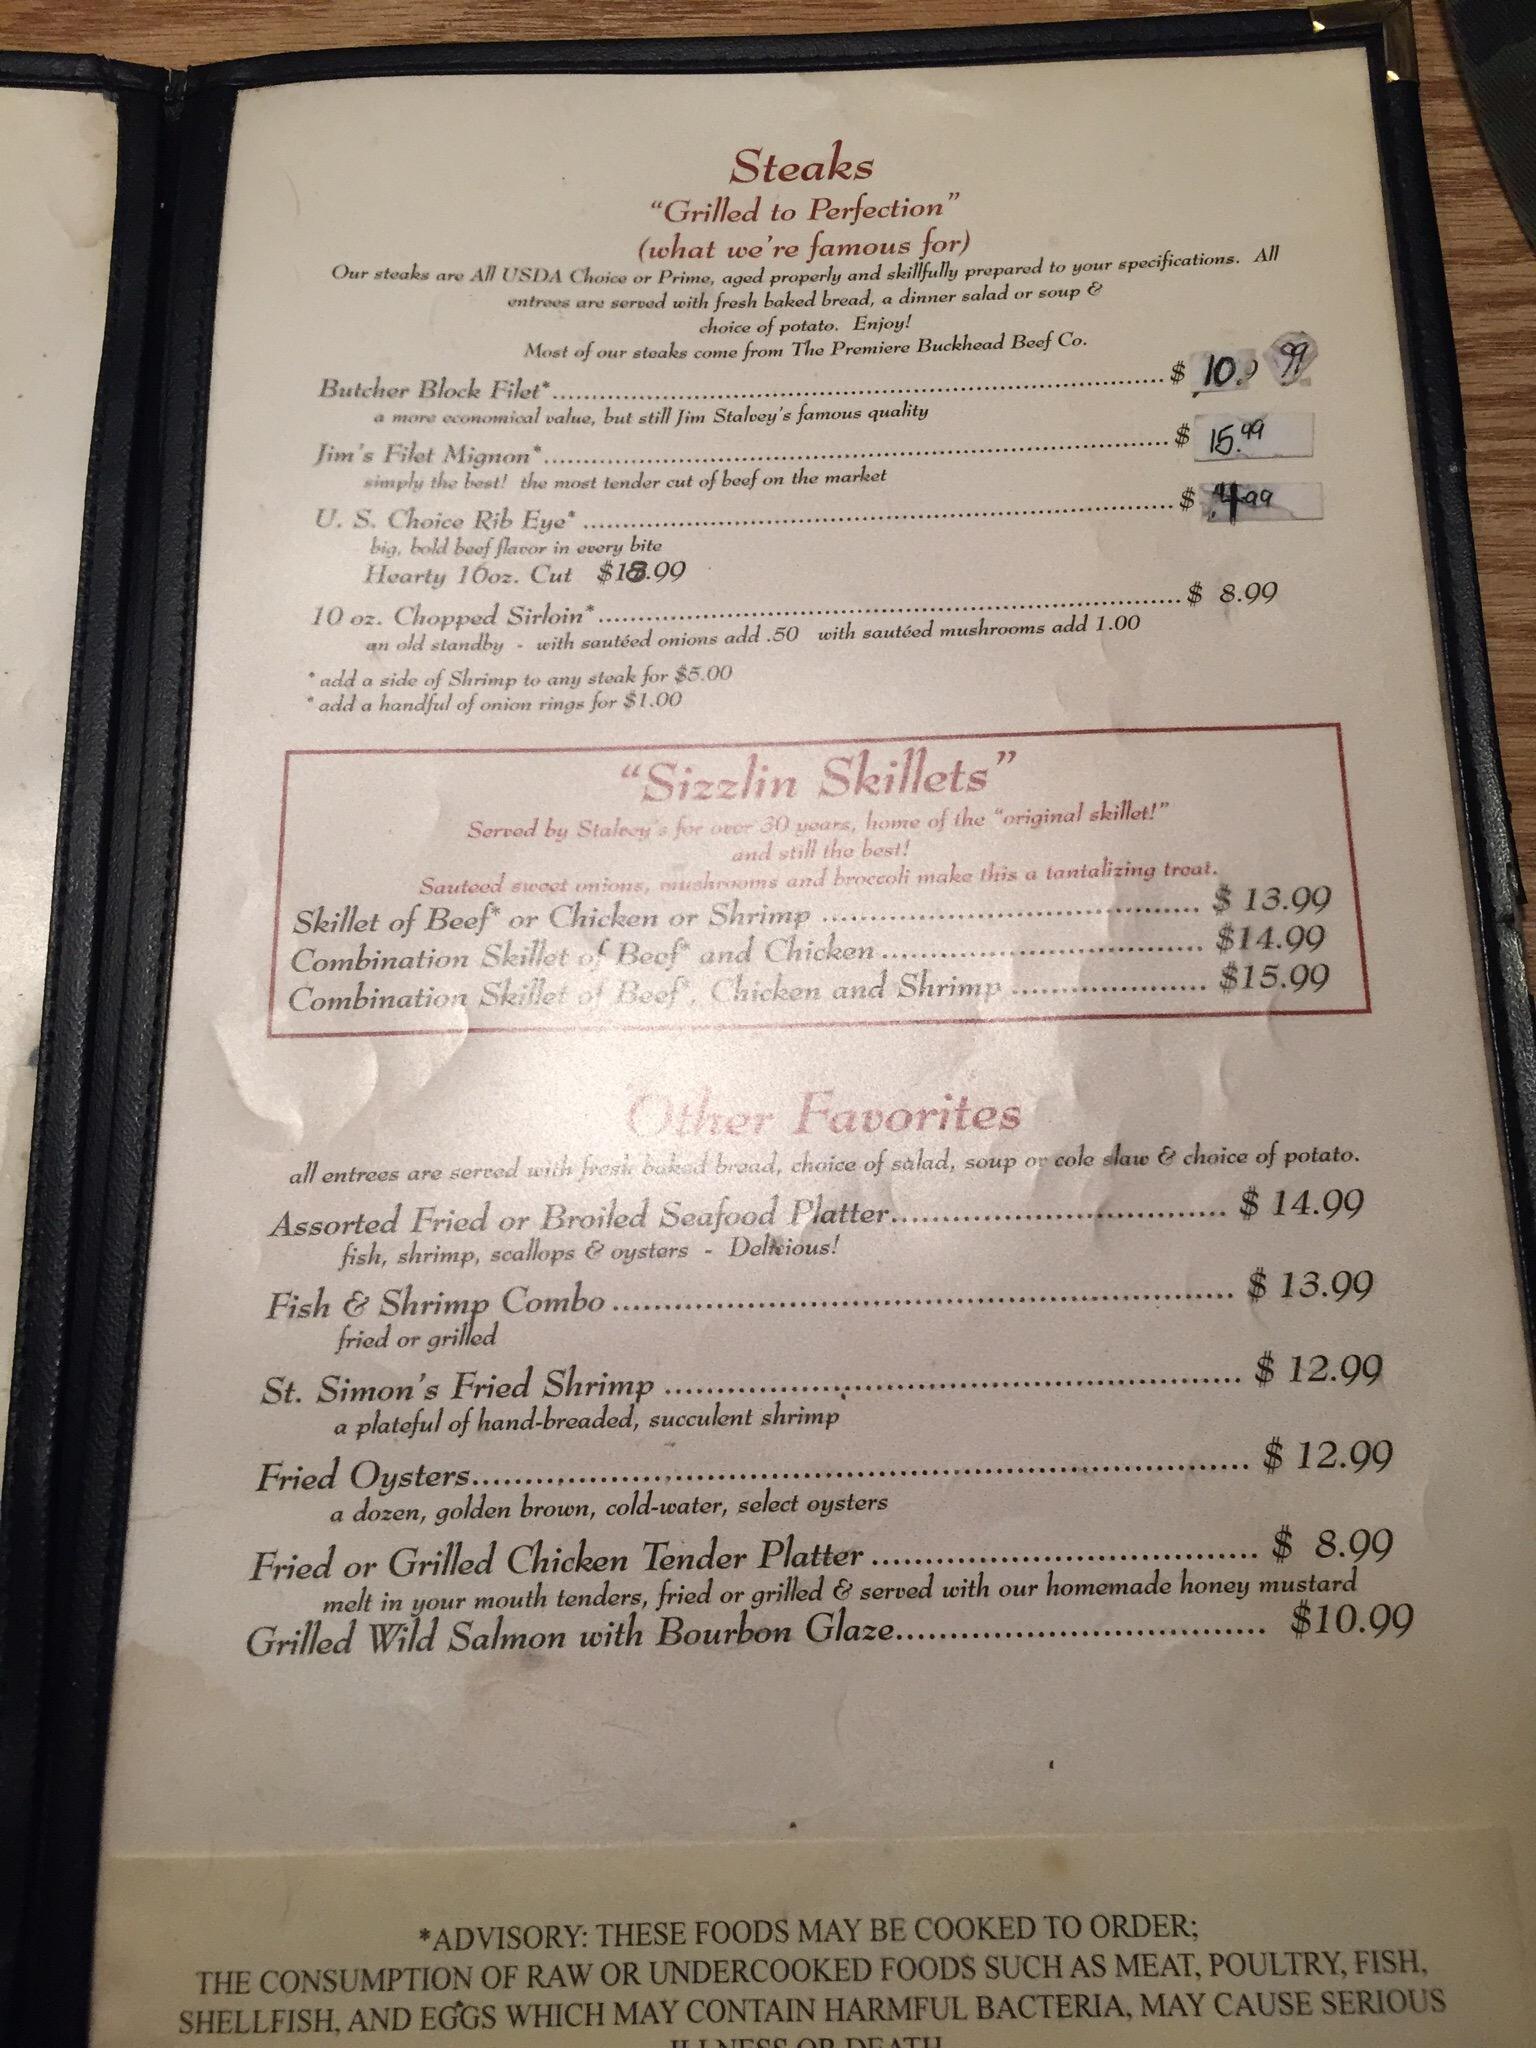 Steaks
“Grilled to Perfection”
(what we're famous for)
Our steaks are All USDA Choice or Prime, aged properly and skillfully prepared to your specifications. All
entrees are served with fresh baked bread, a dinner salad or soup &
choice of potato. Enjoy!
Most of our steaks come from The Premiere Buckhead Beef Co.
Butcher Block Filet*.......................................................................... $ 10.99
a more economical value, but still Jim Stalvey's famous quality
Jim's Filet Mignon*.......................................................................... $ 15.99
simply the best! the most tender cut of beef on the market
U. S. Choice Rib Eye* ....................................................................... $
big, bold beef flavor in every bite
Hearty 16oz. Cut $18.99
10 oz. Chopped Sirloin*..................................................................... $ 8.99
an old standby - with sautéed onions add .50 with sautéed mushrooms add 1.00
* add a side of Shrimp to any steak for $5.00
* add a handful of onion rings for $1.00
“Sizzlin Skillets”
Served by Stalvey's for over 30 years, home of the “original skillet!”
and still the best!
Sauteed sweet onions, mushrooms and broccoli make this a tantalizing treat.
Skillet of Beef* or Chicken or Shrimp ........................................ $ 13.99
Combination Skillet of Beef* and Chicken .................................. $14.99
Combination Skillet of Beef*, Chicken and Shrimp ..................... $15.99
Other Favorites
all entrees are served with fresh baked bread, choice of salad, soup or cole slaw & choice of potato.
Assorted Fried or Broiled Seafood Platter.................................... $ 14.99
fish, shrimp, scallops & oysters - Delicious!
Fish & Shrimp Combo ................................................................. $ 13.99
fried or grilled
St. Simon's Fried Shrimp ............................................................. $ 12.99
a plateful of hand-breaded, succulent shrimp
Fried Oysters................................................................................ $ 12.99
a dozen, golden brown, cold-water, select oysters
Fried or Grilled Chicken Tender Platter ........................................ $ 8.99
melt in your mouth tenders, fried or grilled & served with our homemade honey mustard
Grilled Wild Salmon with Bourbon Glaze...................................... $10.99
*ADVISORY: THESE FOODS MAY BE COOKED TO ORDER;
THE CONSUMPTION OF RAW OR UNDERCOOKED FOODS SUCH AS MEAT, POULTRY, FISH,
SHELLFISH, AND EGGS WHICH MAY CONTAIN HARMFUL BACTERIA, MAY CAUSE SERIOUS
ILLNESS OR DEATH